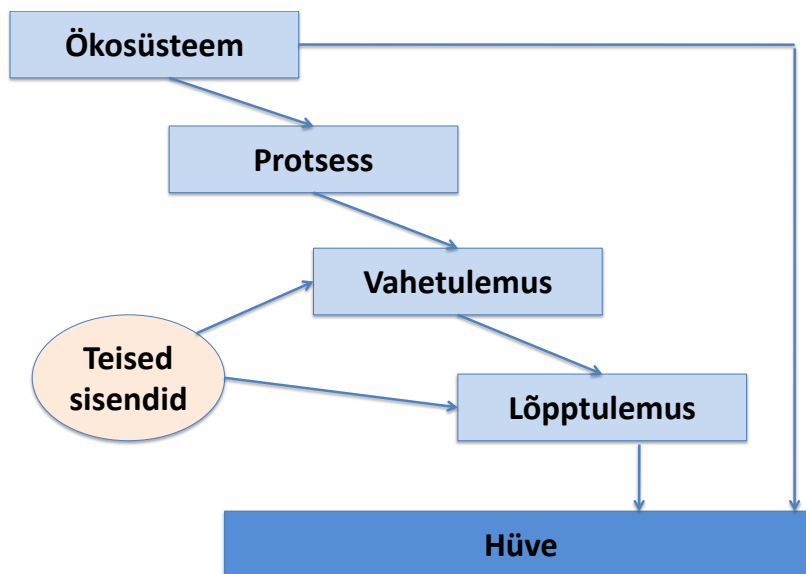 Ökosüsteem
Protsess
Vahetulemus
Teised
sisendid
Lõpptulemus
Hüve